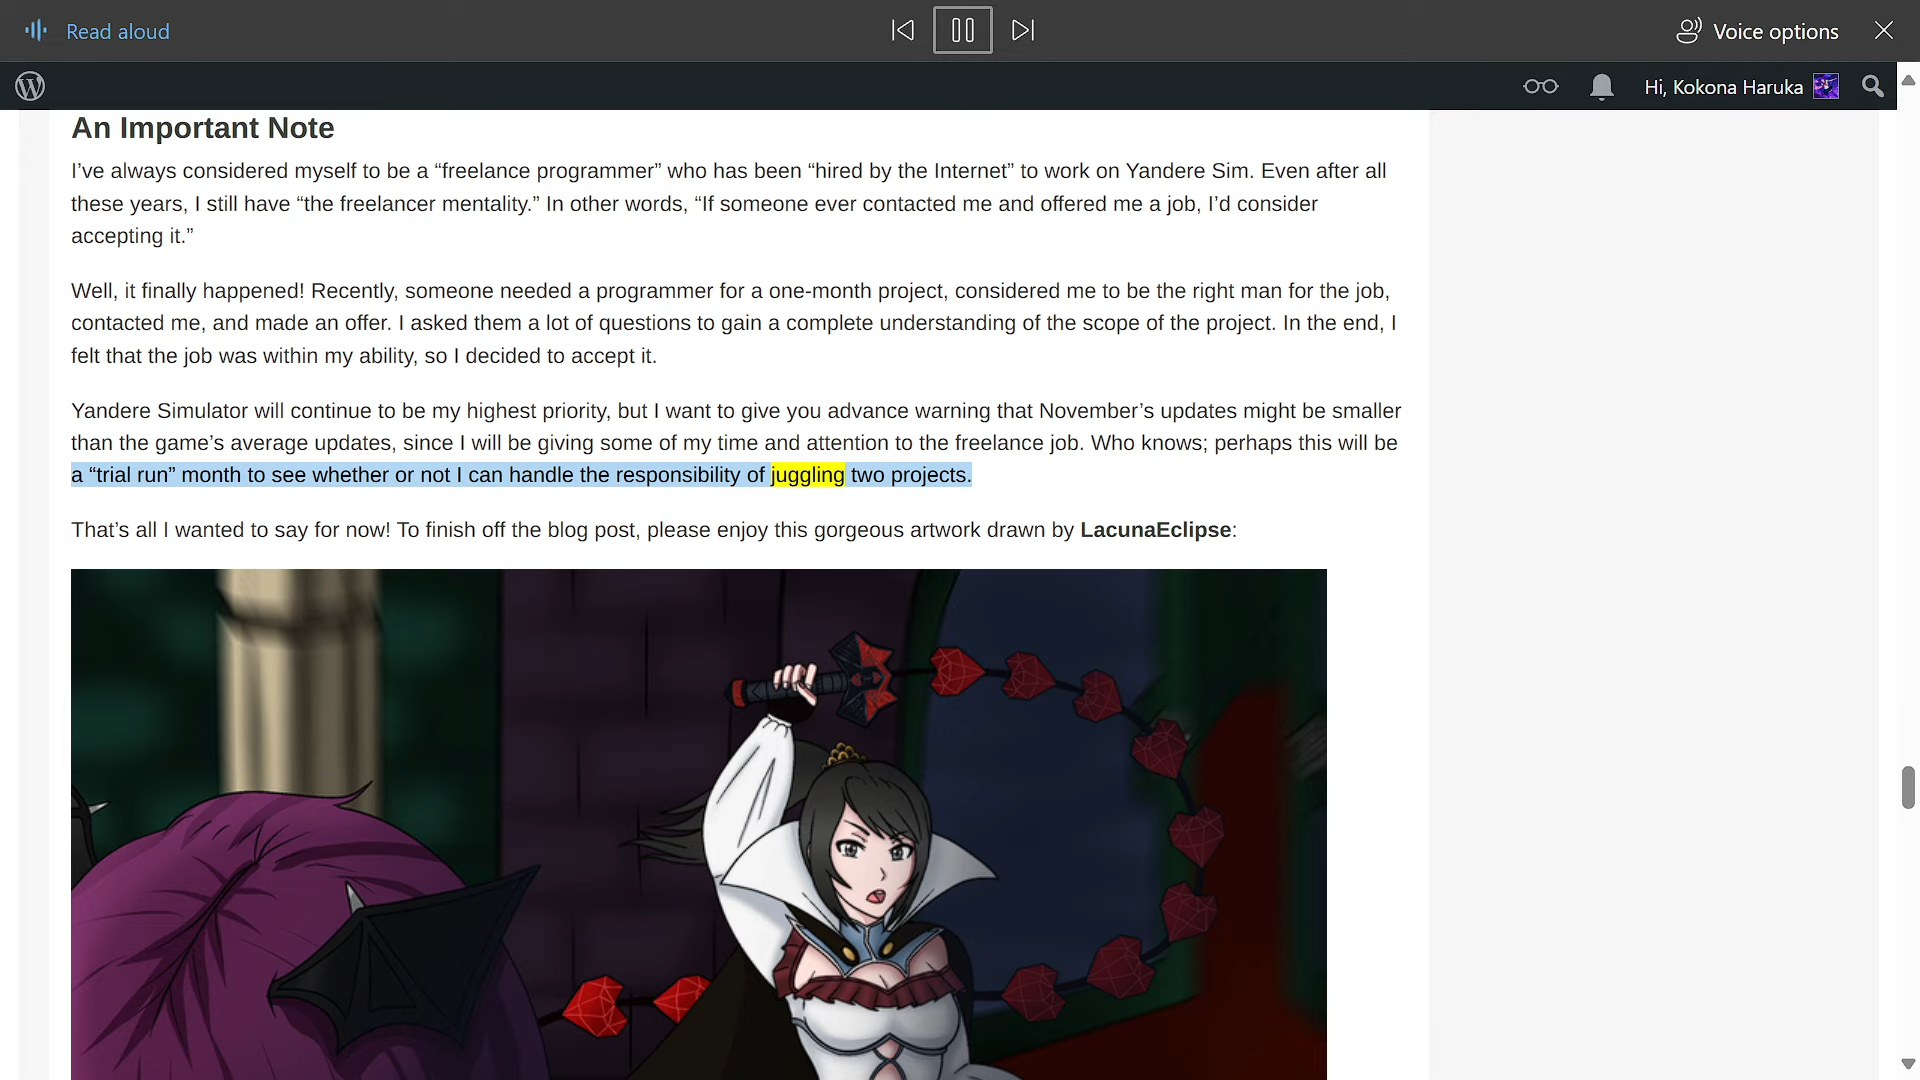 Read aloud
Voice options
Hi, Kokona Haruka
An Important Note
I’ve always considered myself to be a “freelance programmer” who has been “hired by the Internet” to work on Yandere Sim. Even after all
these years, I still have “the freelancer mentality.” In other words, “If someone ever contacted me and offered me a job, I’d consider
accepting it.”
Well, it finally happened! Recently, someone needed a programmer for a one-month project, considered me to be the right man for the job,
contacted me, and made an offer. I asked them a lot of questions to gain a complete understanding of the scope of the project. In the end, I
felt that the job was within my ability, so I decided to accept it.
Yandere Simulator will continue to be my highest priority, but I want to give you advance warning that November’s updates might be smaller
than the game’s average updates, since I will be giving some of my time and attention to the freelance job. Who knows; perhaps this will be
a “trial run” month to see whether or not I can handle the responsibility of juggling two projects.
That’s all I wanted to say for now! To finish off the blog post, please enjoy this gorgeous artwork drawn by LacunaEclipse: